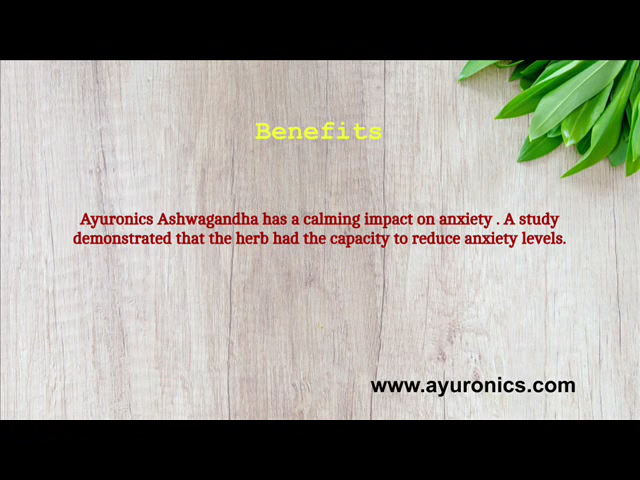 Benefits
Ayuronics Ashwagandha has a calming impact on anxiety . A study
demonstrated that the herb had the capacity to reduce anxiety levels.
www.ayuronics.com